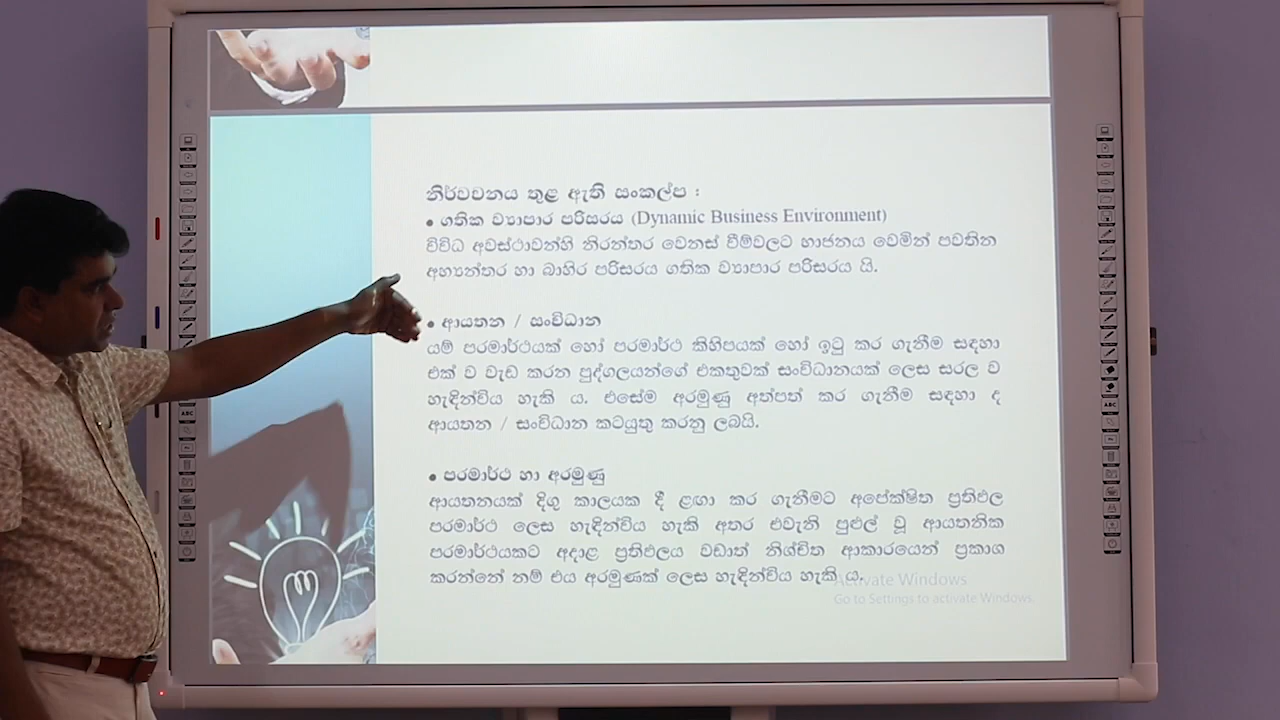 නිර්වචනය තුළ ඇති සංකල්ප :
• ගතික ව්‍යාපාර පරිසරය (Dynamic Business Environment)
විවිධ අවස්ථාවන්හි නිරන්තර වෙනස් වීම්වලට භාජනය වෙමින් පවතින
අභ්‍යන්තර හා බාහිර පරිසරය ගතික ව්‍යාපාර පරිසරය යි.
• ආයතන / සංවිධාන
යම් පරමාර්ථයක් හෝ පරමාර්ථ කිහිපයක් හෝ ඉටු කර ගැනීම සඳහා
එක් ව වැඩ කරන පුද්ගලයන්ගේ එකතුවක් සංවිධානයක් ලෙස සරල ව
හැඳින්විය හැකි ය. එසේම අරමුණු අත්පත් කර ගැනීම සඳහා ද
ආයතන / සංවිධාන කටයුතු කරනු ලබයි.
• පරමාර්ථ හා අරමුණු
ආයතනයක් දිගු කාලයක දී ළඟා කර ගැනීමට අපේක්ෂිත ප්‍රතිඵල
පරමාර්ථ ලෙස හැඳින්විය හැකි අතර එවැනි පුළුල් වූ ආයතනික
පරමාර්ථයකට අදාළ ප්‍රතිඵලය වඩාත් නිශ්චිත ආකාරයෙන් ප්‍රකාශ
කරන්නේ නම් එය අරමුණක් ලෙස හැඳින්විය හැකි ය.
Activate Windows
Go to Settings to activate Windows.
ABC
ABC
ABC